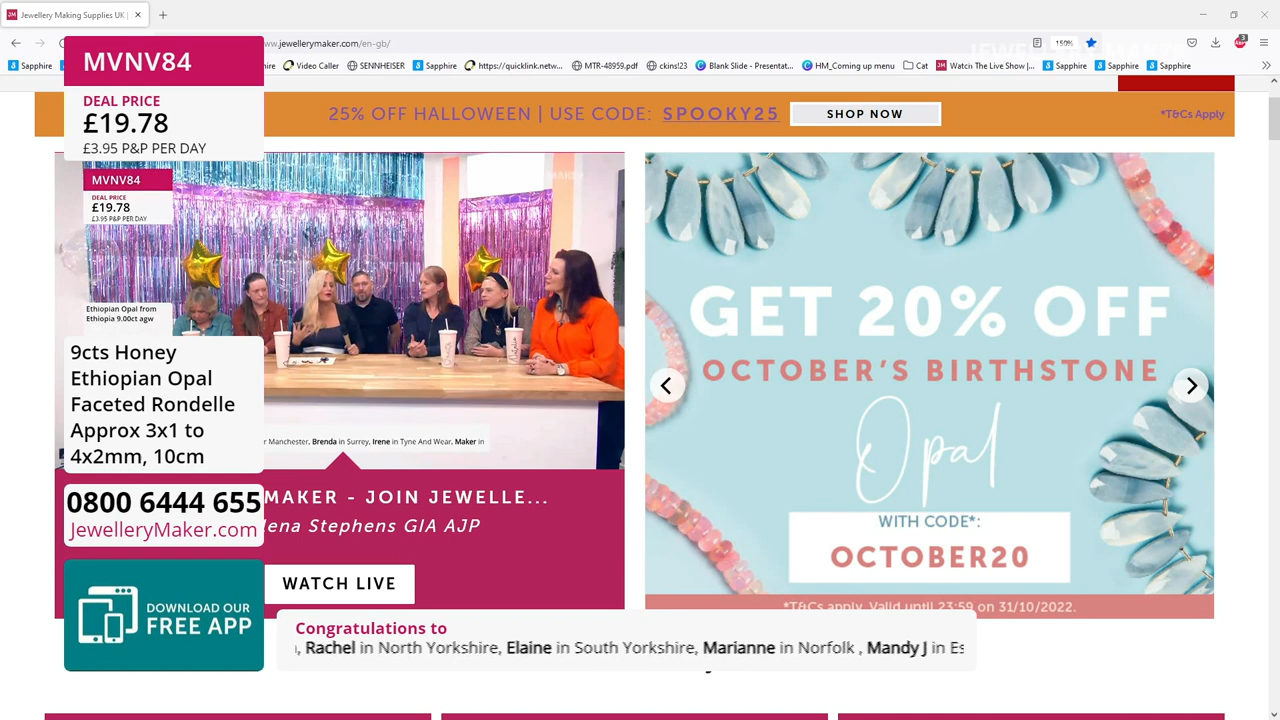 Jewellery Making Supplies UK |
www.jewellerymaker.com/en-gb/
150%
3
Sapphire
Video Caller
SENNHEISER
Sapphire
https://quicklink.netw...
MTR-48959.pdf
ckins!23
Blank Slide - Presentat...
HM_Coming up menu
Cat
Watch The Live Show |...
Sapphire
Sapphire
Sapphire
MVNV84
DEAL PRICE
£19.78
£3.95 P&P PER DAY
25% OFF HALLOWEEN | USE CODE: SPOOKY25
SHOP NOW
*T&Cs Apply
MVNV84
DEAL PRICE
£19.78
£3.95 P&P PER DAY
Ethiopian Opal from
Ethiopia 9.00ct agw
9cts Honey
Ethiopian Opal
Faceted Rondelle
Approx 3x1 to
4x2mm, 10cm
r Manchester, Brenda in Surrey, Irene in Tyne And Wear, Maker in
0800 6444 655
JewelleryMaker.com
MAKER - JOIN JEWELLE...
lena Stephens GIA AJP
WATCH LIVE
DOWNLOAD OUR
FREE APP
GET 20% OFF
OCTOBER'S BIRTHSTONE
Opal
WITH CODE*:
OCTOBER20
*T&Cs apply. Valid until 23:59 on 31/10/2022.
Congratulations to
, Rachel in North Yorkshire, Elaine in South Yorkshire, Marianne in Norfolk , Mandy J in Es